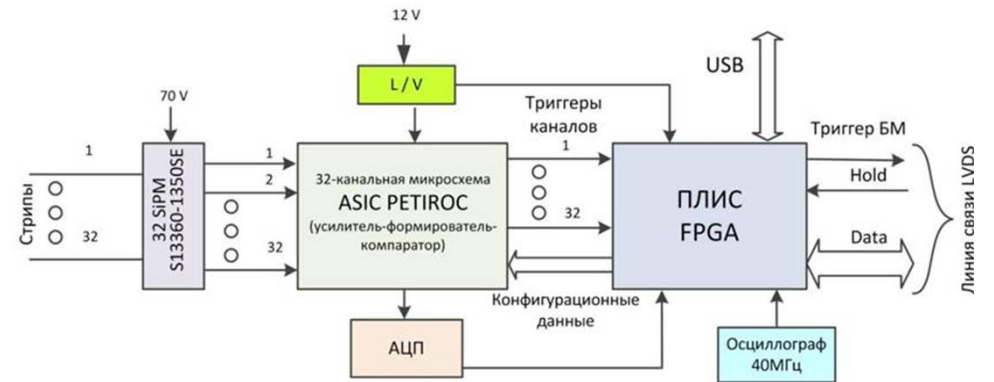 12 V
L / V
USB
70 V
Триггеры
каналов
Триггер БМ
1
1
2
32
Стрипы
32
32 SiPM
S13360-1350SE
32-канальная микросхема
ASIC PETIROC
(усилитель-формирователь-
компаратор)
1
32
ПЛИС
FPGA
Hold
Data
Линия связи LVDS
Конфигурационные
данные
АЦП
Осциллограф
40МГц